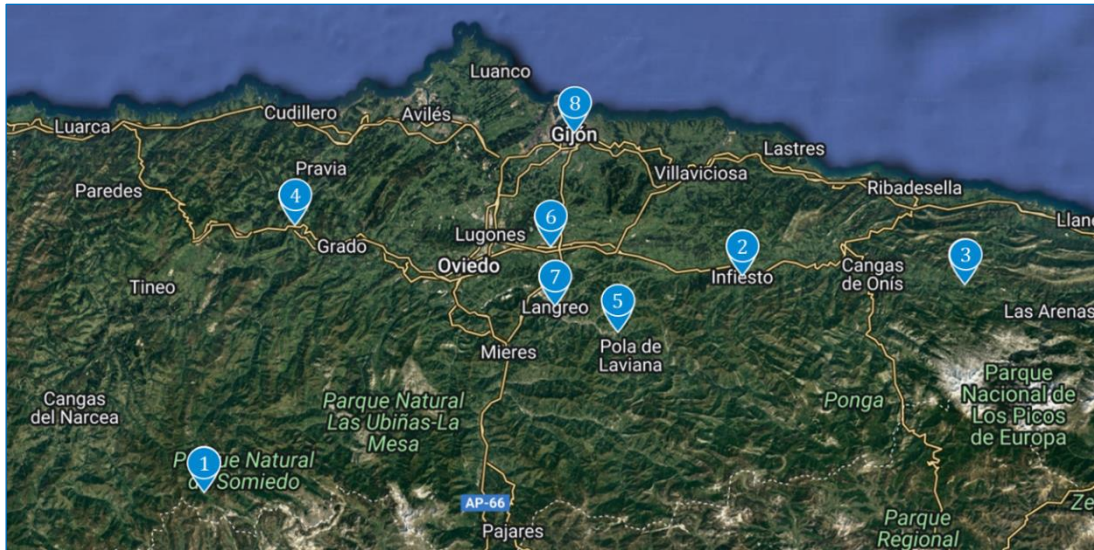 Luanco
8
Cudillero
Avilés
Luarca
Gijón
Lastres
Pravia
Villaviciosa
Paredes
Ribadesella
4
Llane
6
Lugones
Grado
2
3
Oviedo
Infiesto
Cangas
de Onís
7
Tineo
5
Langreo
Las Arenas
Pola de
Laviana
Mieres
Parque
Nacional de
Los Picos
de Europa
Cangas
del Narcea
Parque Natural
Las Ubiñas-La
Mesa
Ponga
1
Parque Natural
de Somiedo
AP-66
Ze
Pajares
Parque
Regional